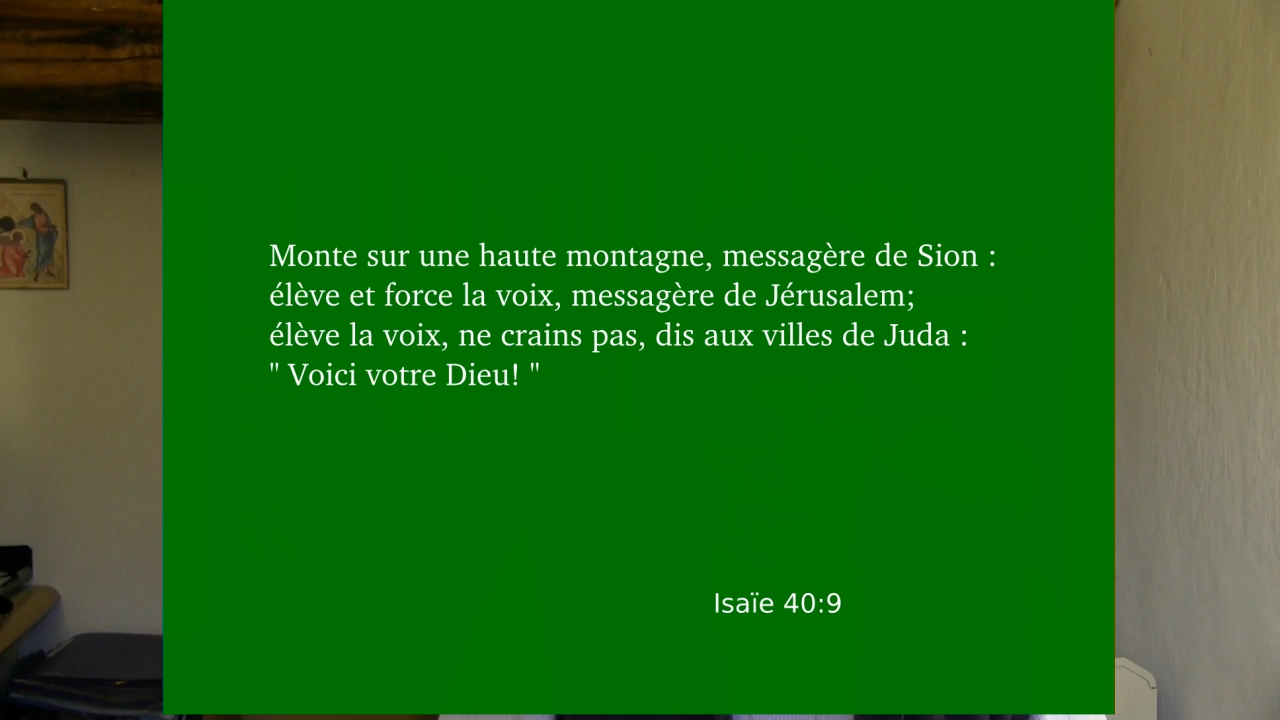 Monte sur une haute montagne, messagère de Sion :
élève et force la voix, messagère de Jérusalem;
élève la voix, ne crains pas, dis aux villes de Juda :
" Voici votre Dieu! "
Isaïe 40:9